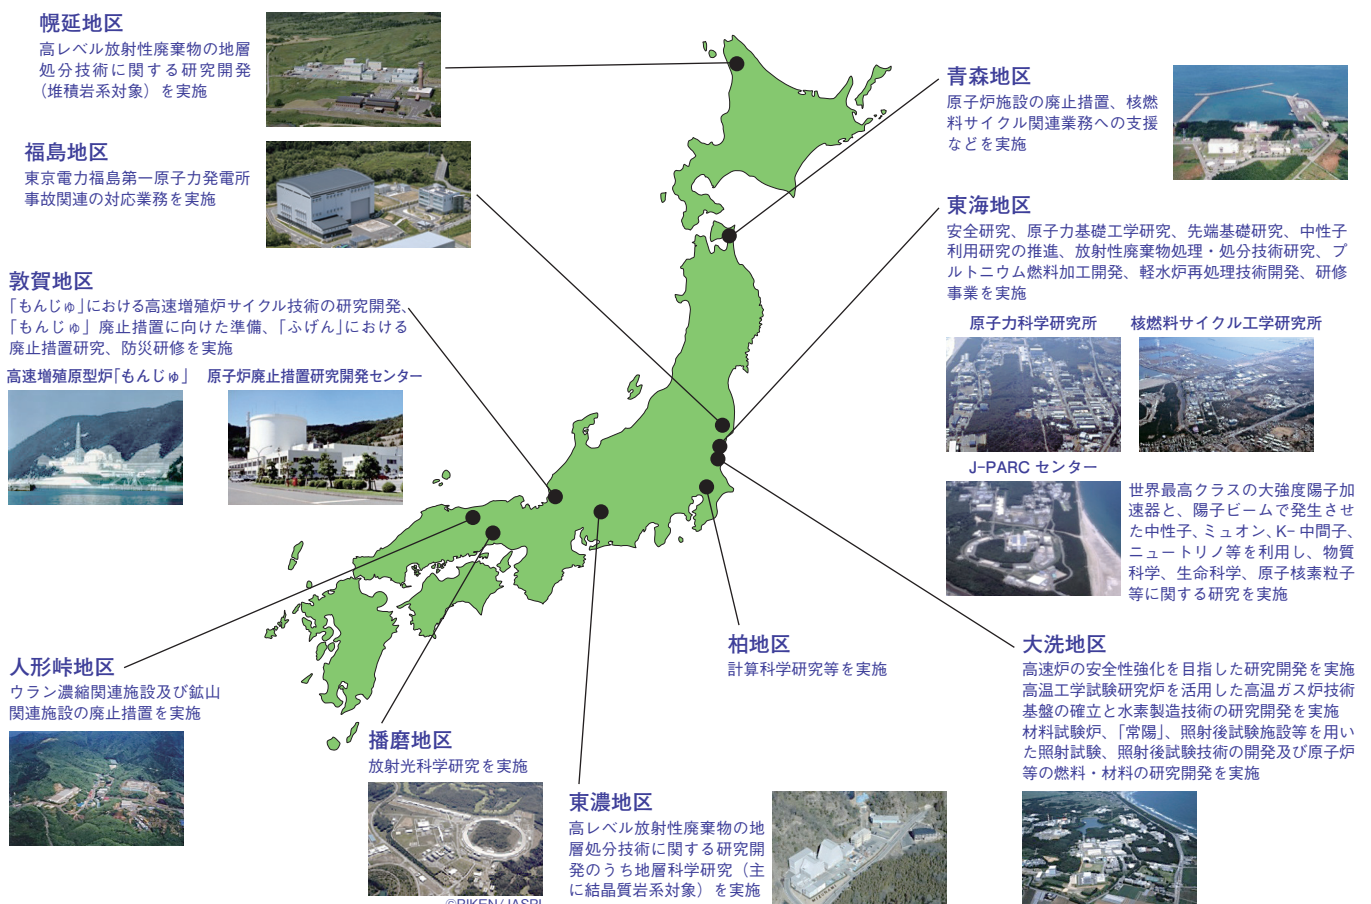 幌延地区
高レベル放射性廃棄物の地層
処分技術に関する研究開発
（堆積岩系対象）を実施
福島地区
東京電力福島第一原子力発電所
事故関連の対応業務を実施
敦賀地区
「もんじゅ」における高速増殖炉サイクル技術の研究開発、
「もんじゅ」廃止措置に向けた準備、「ふげん」における
廃止措置研究、防災研修を実施
高速増殖原型炉「もんじゅ」
原子炉廃止措置研究開発センター
人形峠地区
ウラン濃縮関連施設及び鉱山
関連施設の廃止措置を実施
播磨地区
放射光科学研究を実施
©RIKEN/JASRI
東濃地区
高レベル放射性廃棄物の地
層処分技術に関する研究開
発のうち地層科学研究（主
に結晶質岩系対象）を実施
柏地区
計算科学研究等を実施
青森地区
原子炉施設の廃止措置、核燃
料サイクル関連業務への支援
などを実施
東海地区
安全研究、原子力基礎工学研究、先端基礎研究、中性子
利用研究の推進、放射性廃棄物処理・処分技術研究、プ
ルトニウム燃料加工開発、軽水炉再処理技術開発、研修
事業を実施
原子力科学研究所
核燃料サイクル工学研究所
J-PARC センター
世界最高クラスの大強度陽子加
速器と、陽子ビームで発生させ
た中性子、ミュオン、K- 中間子、
ニュートリノ等を利用し、物質
科学、生命科学、原子核素粒子
等に関する研究を実施
大洗地区
高速炉の安全性強化を目指した研究開発を実施
高温工学試験研究炉を活用した高温ガス炉技術
基盤の確立と水素製造技術の研究開発を実施
材料試験炉、「常陽」、照射後試験施設等を用い
た照射試験、照射後試験技術の開発及び原子炉
等の燃料・材料の研究開発を実施